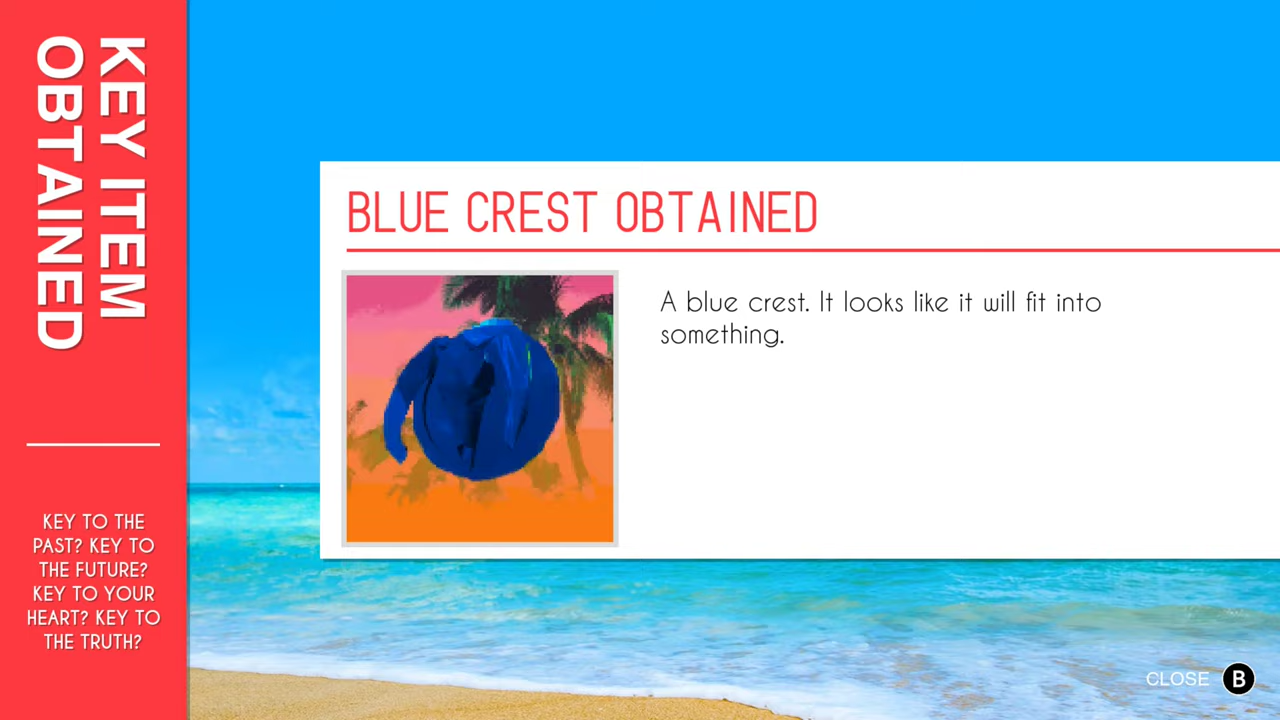 KEY ITEM
OBTAINED
KEY TO THE
PAST? KEY TO
THE FUTURE?
KEY TO YOUR
HEART? KEY TO
THE TRUTH?
BLUE CREST OBTAINED
A blue crest. It looks like it will fit into
something.
CLOSE B